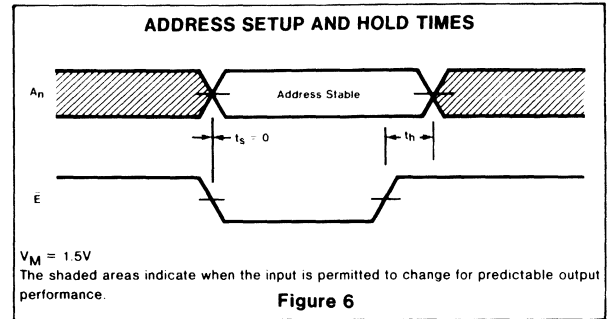 ADDRESS SETUP AND HOLD TIMES
An
Address Stable
ts = 0
th
Ē
VM = 1.5V
The shaded areas indicate when the input is permitted to change for predictable output
performance.
Figure 6